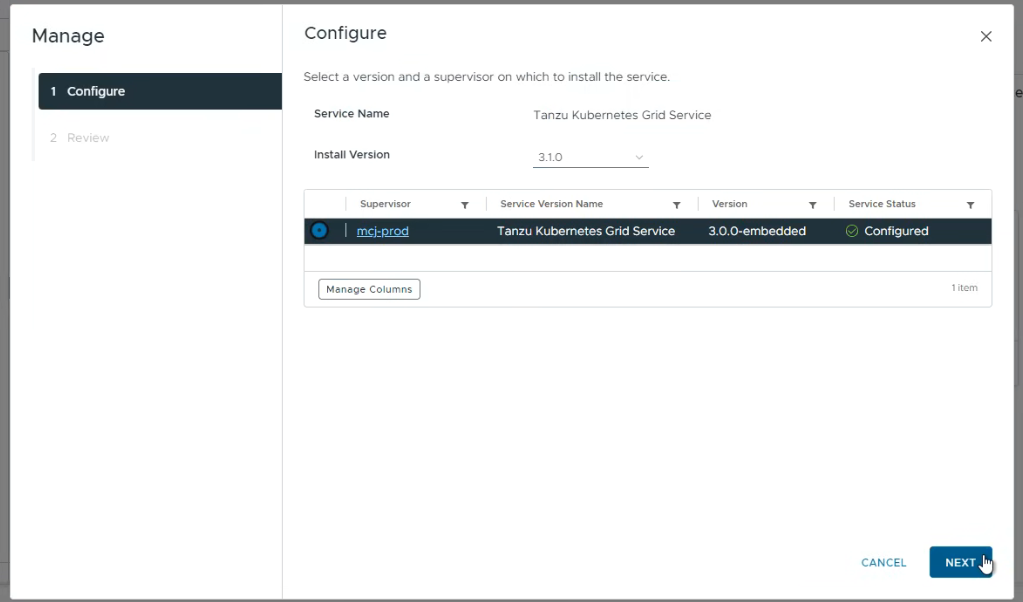 Manage
1 Configure
2 Review
Configure
Select a version and a supervisor on which to install the service.
Service Name Tanzu Kubernetes Grid Service
Install Version 3.1.0
Supervisor Service Version Name Version Service Status
mcj-prod Tanzu Kubernetes Grid Service 3.0.0-embedded Configured
Manage Columns 1 item
CANCEL NEXT